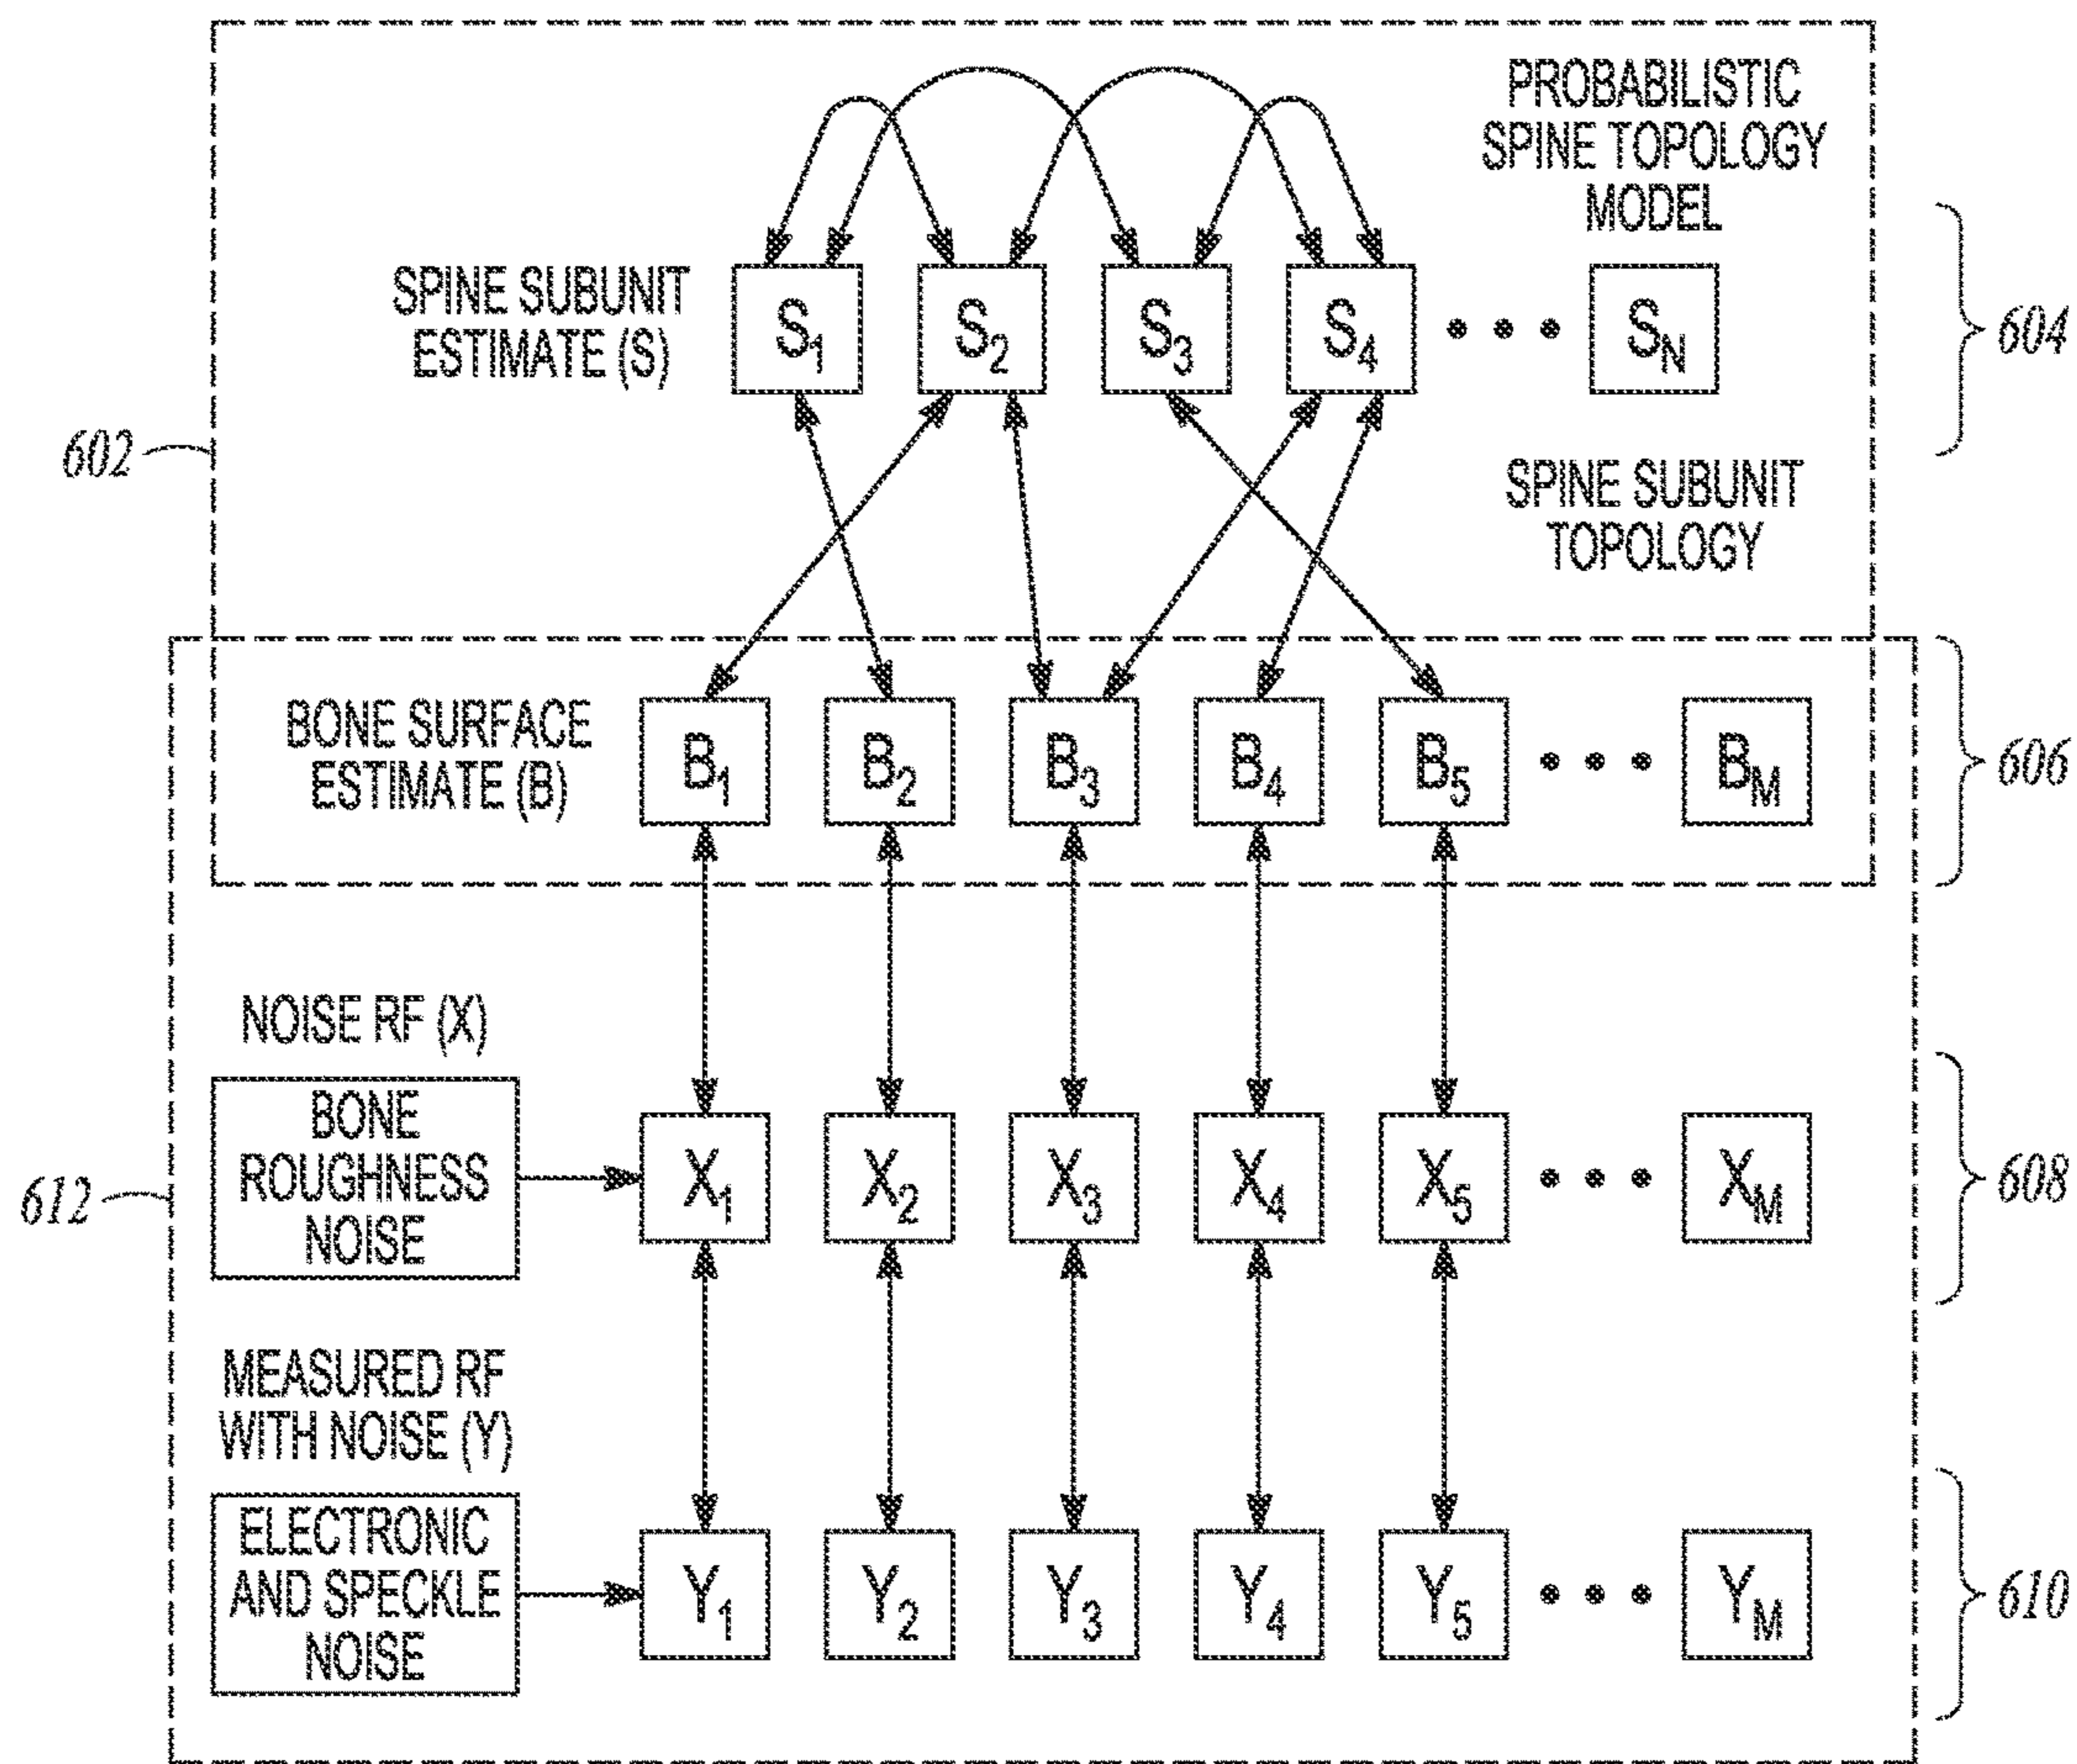 PROBABILISTIC
SPINE TOPOLOGY
MODEL
604
SPINE SUBUNIT
ESTIMATE (S)
S1 S2 S3 S4 ••• SN
602
SPINE SUBUNIT
TOPOLOGY
606
BONE SURFACE
ESTIMATE (B)
B1 B2 B3 B4 B5 ••• BM
NOISE RF (X)
608
612
BONE
ROUGHNESS
NOISE
X1 X2 X3 X4 X5 ••• XM
MEASURED RF
WITH NOISE (Y)
610
ELECTRONIC
AND SPECKLE
NOISE
Y1 Y2 Y3 Y4 Y5 ••• YM